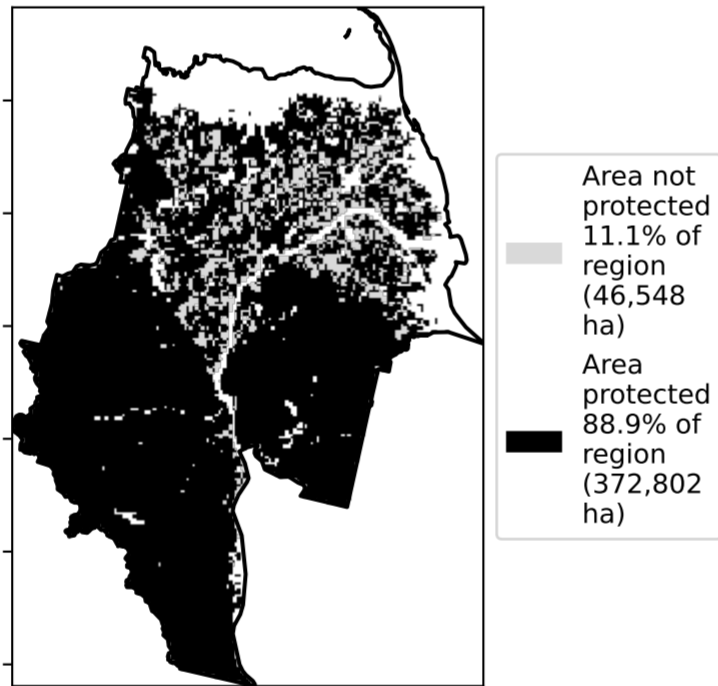 Area not
protected
11.1% of
region
(46,548
ha)
Area
protected
88.9% of
region
(372,802
ha)